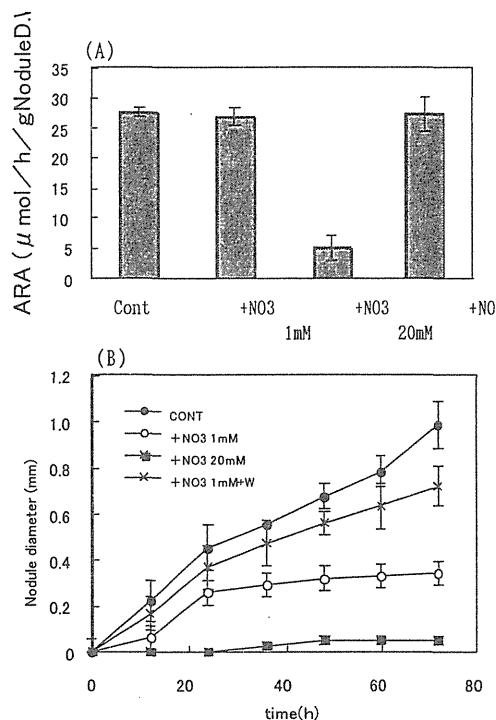 (A)
ARA (μ mol/h/gNoduleD.\
35
30
25
20
15
10
5
0
Cont +NO3 +NO3 +NO
1mM 20mM
(B)
Nodule diameter (mm)
1.2
1.0
0.8
0.6
0.4
0.2
0
CONT
+NO3 1mM
+NO3 20mM
+NO3 1mM+W
0 20 40 60 80
time(h)